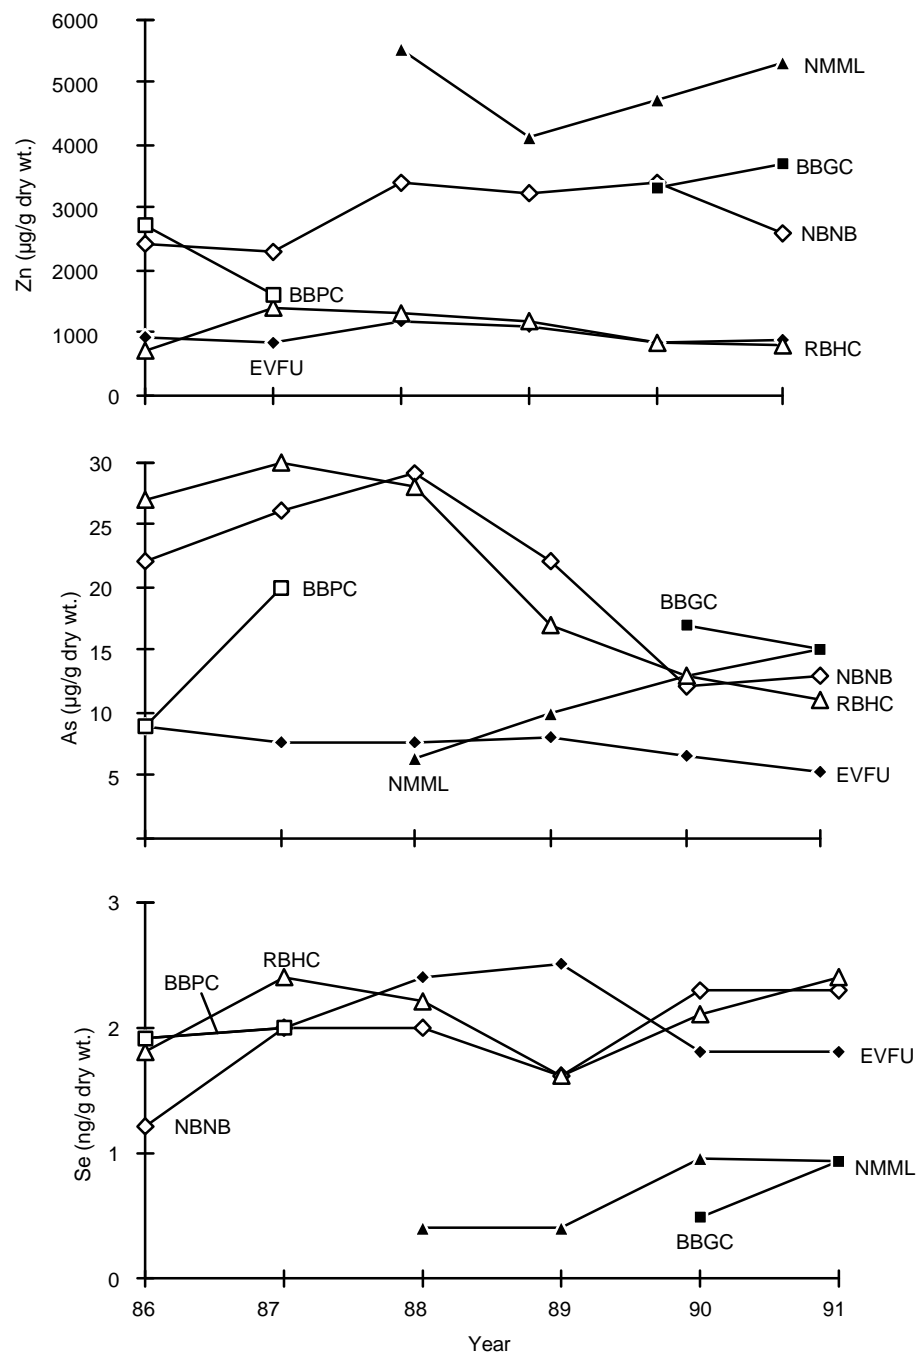 6000
5000
4000
3000
2000
1000
0
Zn (µg/g dry wt.)
NMML
BBGC
NBNB
BBPC
EVFU
RBHC
30
25
20
15
10
5
As (µg/g dry wt.)
BBPC
BBGC
NBNB
RBHC
NMML
EVFU
3
2
1
0
Se (ng/g dry wt.)
RBHC
BBPC
EVFU
NBNB
NMML
BBGC
86 87 88 89 90 91
Year